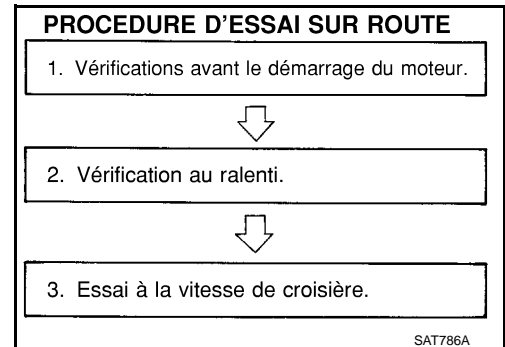 PROCEDURE D'ESSAI SUR ROUTE
1. Vérifications avant le démarrage du moteur.
2. Vérification au ralenti.
3. Essai à la vitesse de croisière.
SAT786A